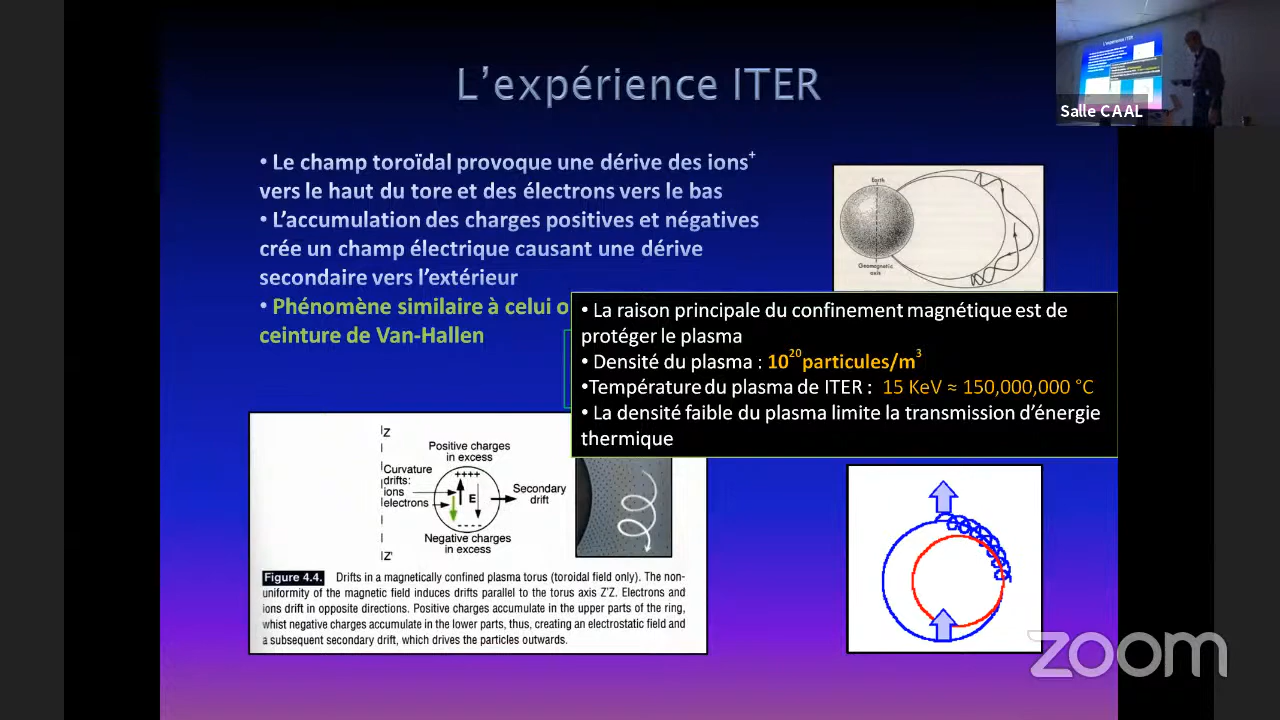 L'expérience ITER
Salle CAAL
• Le champ toroïdal provoque une dérive des ions+
vers le haut du tore et des électrons vers le bas
• L'accumulation des charges positives et négatives
crée un champ électrique causant une dérive
secondaire vers l'extérieur
• Phénomène similaire à celui o
ceinture de Van-Hallen
Earth
Geomagnetic
axis
• La raison principale du confinement magnétique est de
protéger le plasma
• Densité du plasma : 10^20 particules/m^3
•Température du plasma de ITER : 15 KeV ≈ 150,000,000 °C
• La densité faible du plasma limite la transmission d'énergie
thermique
Z
Positive charges
in excess
++++
Curvature
drifts:
ions
electrons
E
Secondary
drift
- - - -
Negative charges
in excess
Z'
Figure 4.4. Drifts in a magnetically confined plasma torus (toroidal field only). The non-
uniformity of the magnetic field induces drifts parallel to the torus axis Z'Z. Electrons and
ions drift in opposite directions. Positive charges accumulate in the upper parts of the ring,
whist negative charges accumulate in the lower parts, thus, creating an electrostatic field and
a subsequent secondary drift, which drives the particles outwards.
zoom